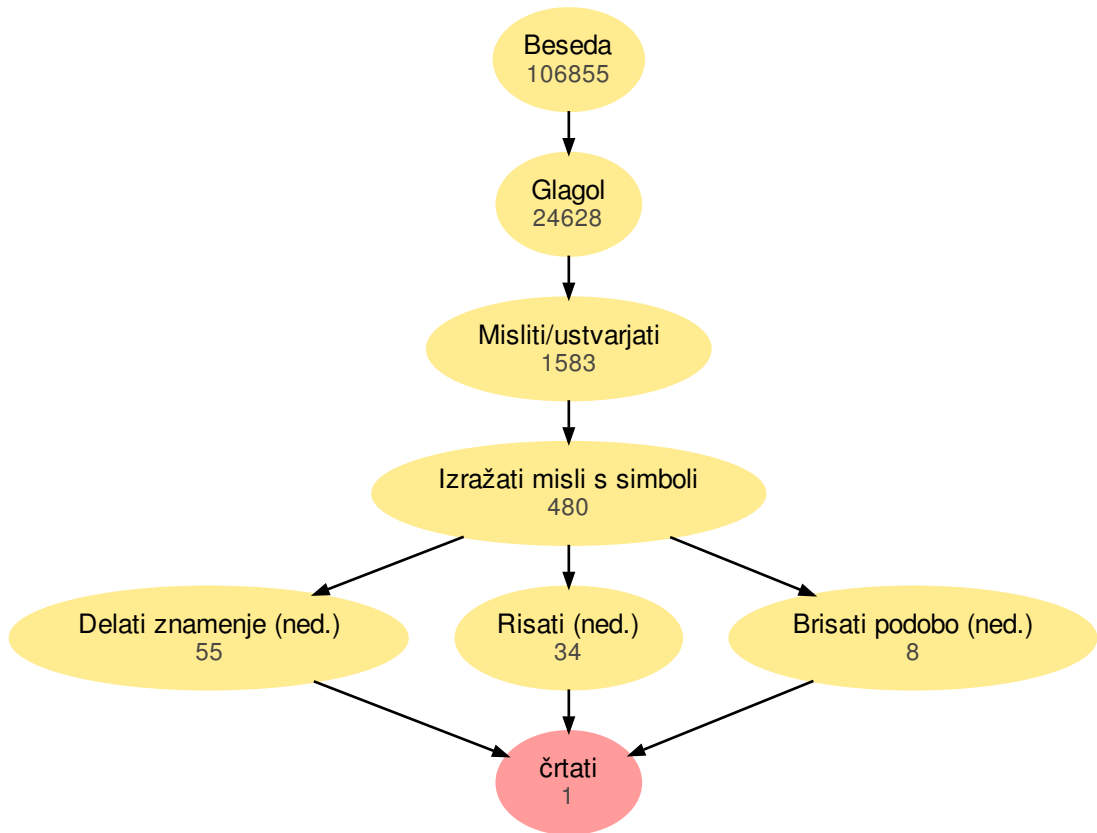 Beseda
106855
Glagol
24628
Misliti/ustvarjati
1583
Izražati misli s simboli
480
Delati znamenje (ned.)
55
Risati (ned.)
34
Brisati podobo (ned.)
8
črtati
1